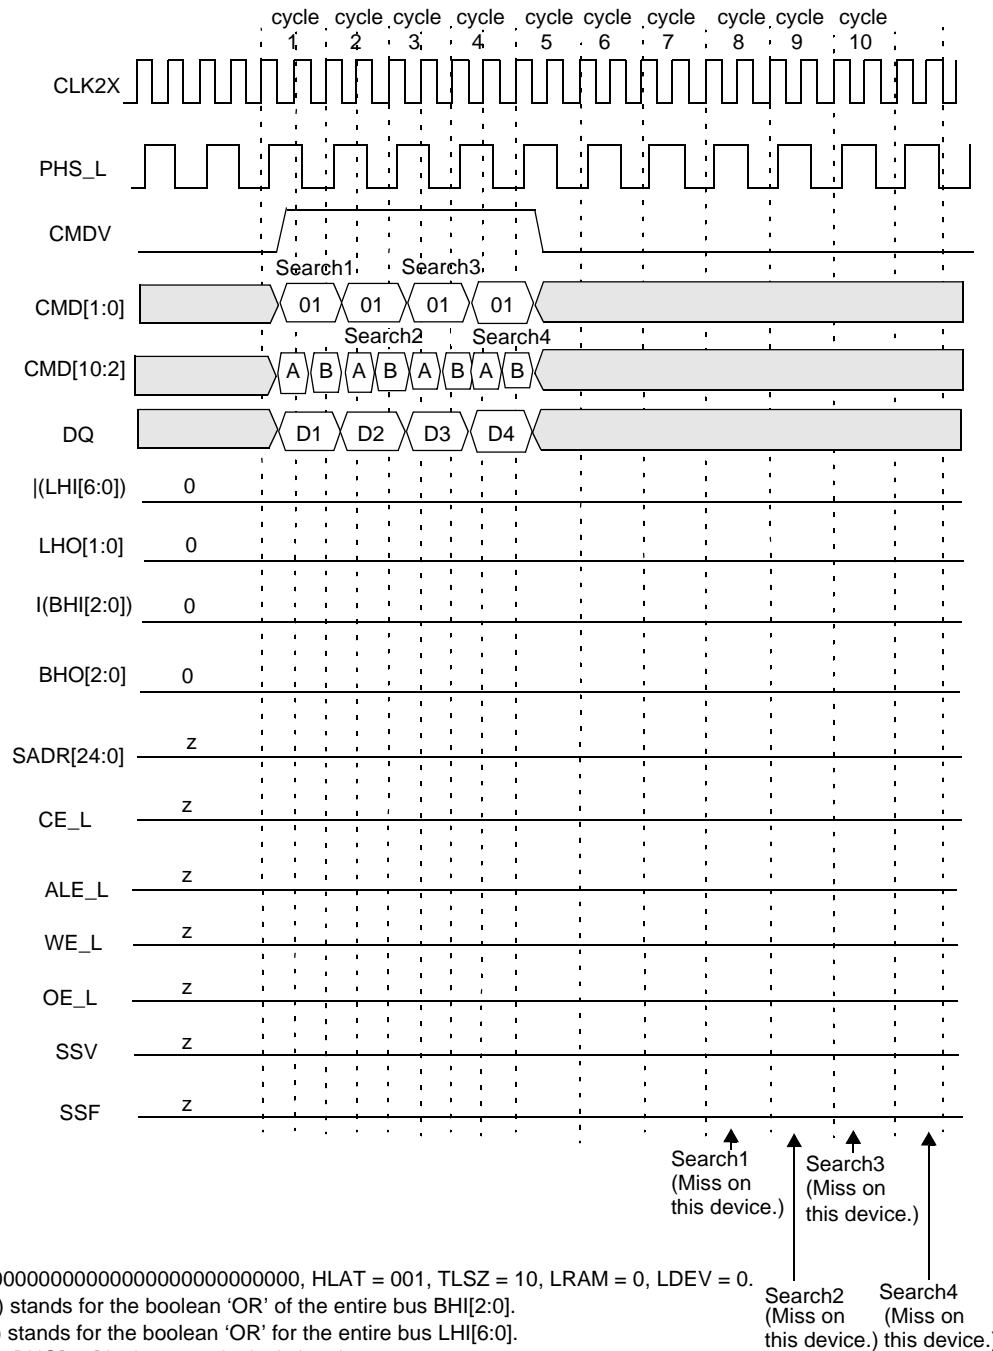 cycle cycle cycle cycle cycle cycle cycle cycle cycle cycle
1 2 3 4 5 6 7 8 9 10
CLK2X
PHS_L
CMDV
Search1 Search3
CMD[1:0] 01 01 01 01
Search2 Search4
CMD[10:2] A B A B A B A B
DQ D1 D2 D3 D4
|(LHI[6:0]) 0
LHO[1:0] 0
I(BHI[2:0]) 0
BHO[2:0] 0
SADR[24:0] z
CE_L z
ALE_L z
WE_L z
OE_L z
SSV z
SSF z
Search1
(Miss on
this device.)
Search3
(Miss on
this device.)
HLAT = 001, TLSZ = 10, LRAM = 0, LDEV = 0.
) stands for the boolean ‘OR’ of the entire bus BHI[2:0].
) stands for the boolean ‘OR’ for the entire bus LHI[6:0].
Search2
(Miss on
this device.)
Search4
(Miss on
this device.)